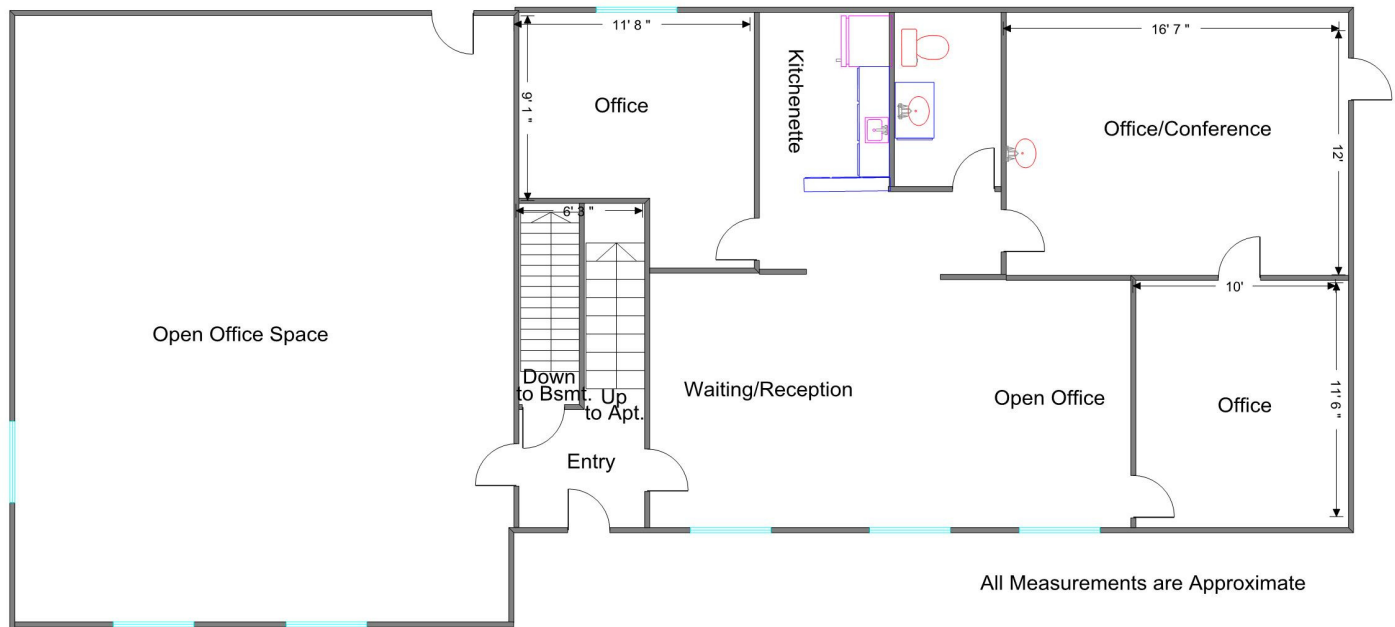 11' 8 "
16' 7 "
9' 1 "
Office
Kitchenette
Office/Conference
12'
6' 3 "
10'
Open Office Space
Down
to Bsmt.
Up
to Apt.
Waiting/Reception
Open Office
Office
11' 6 "
Entry
All Measurements are Approximate